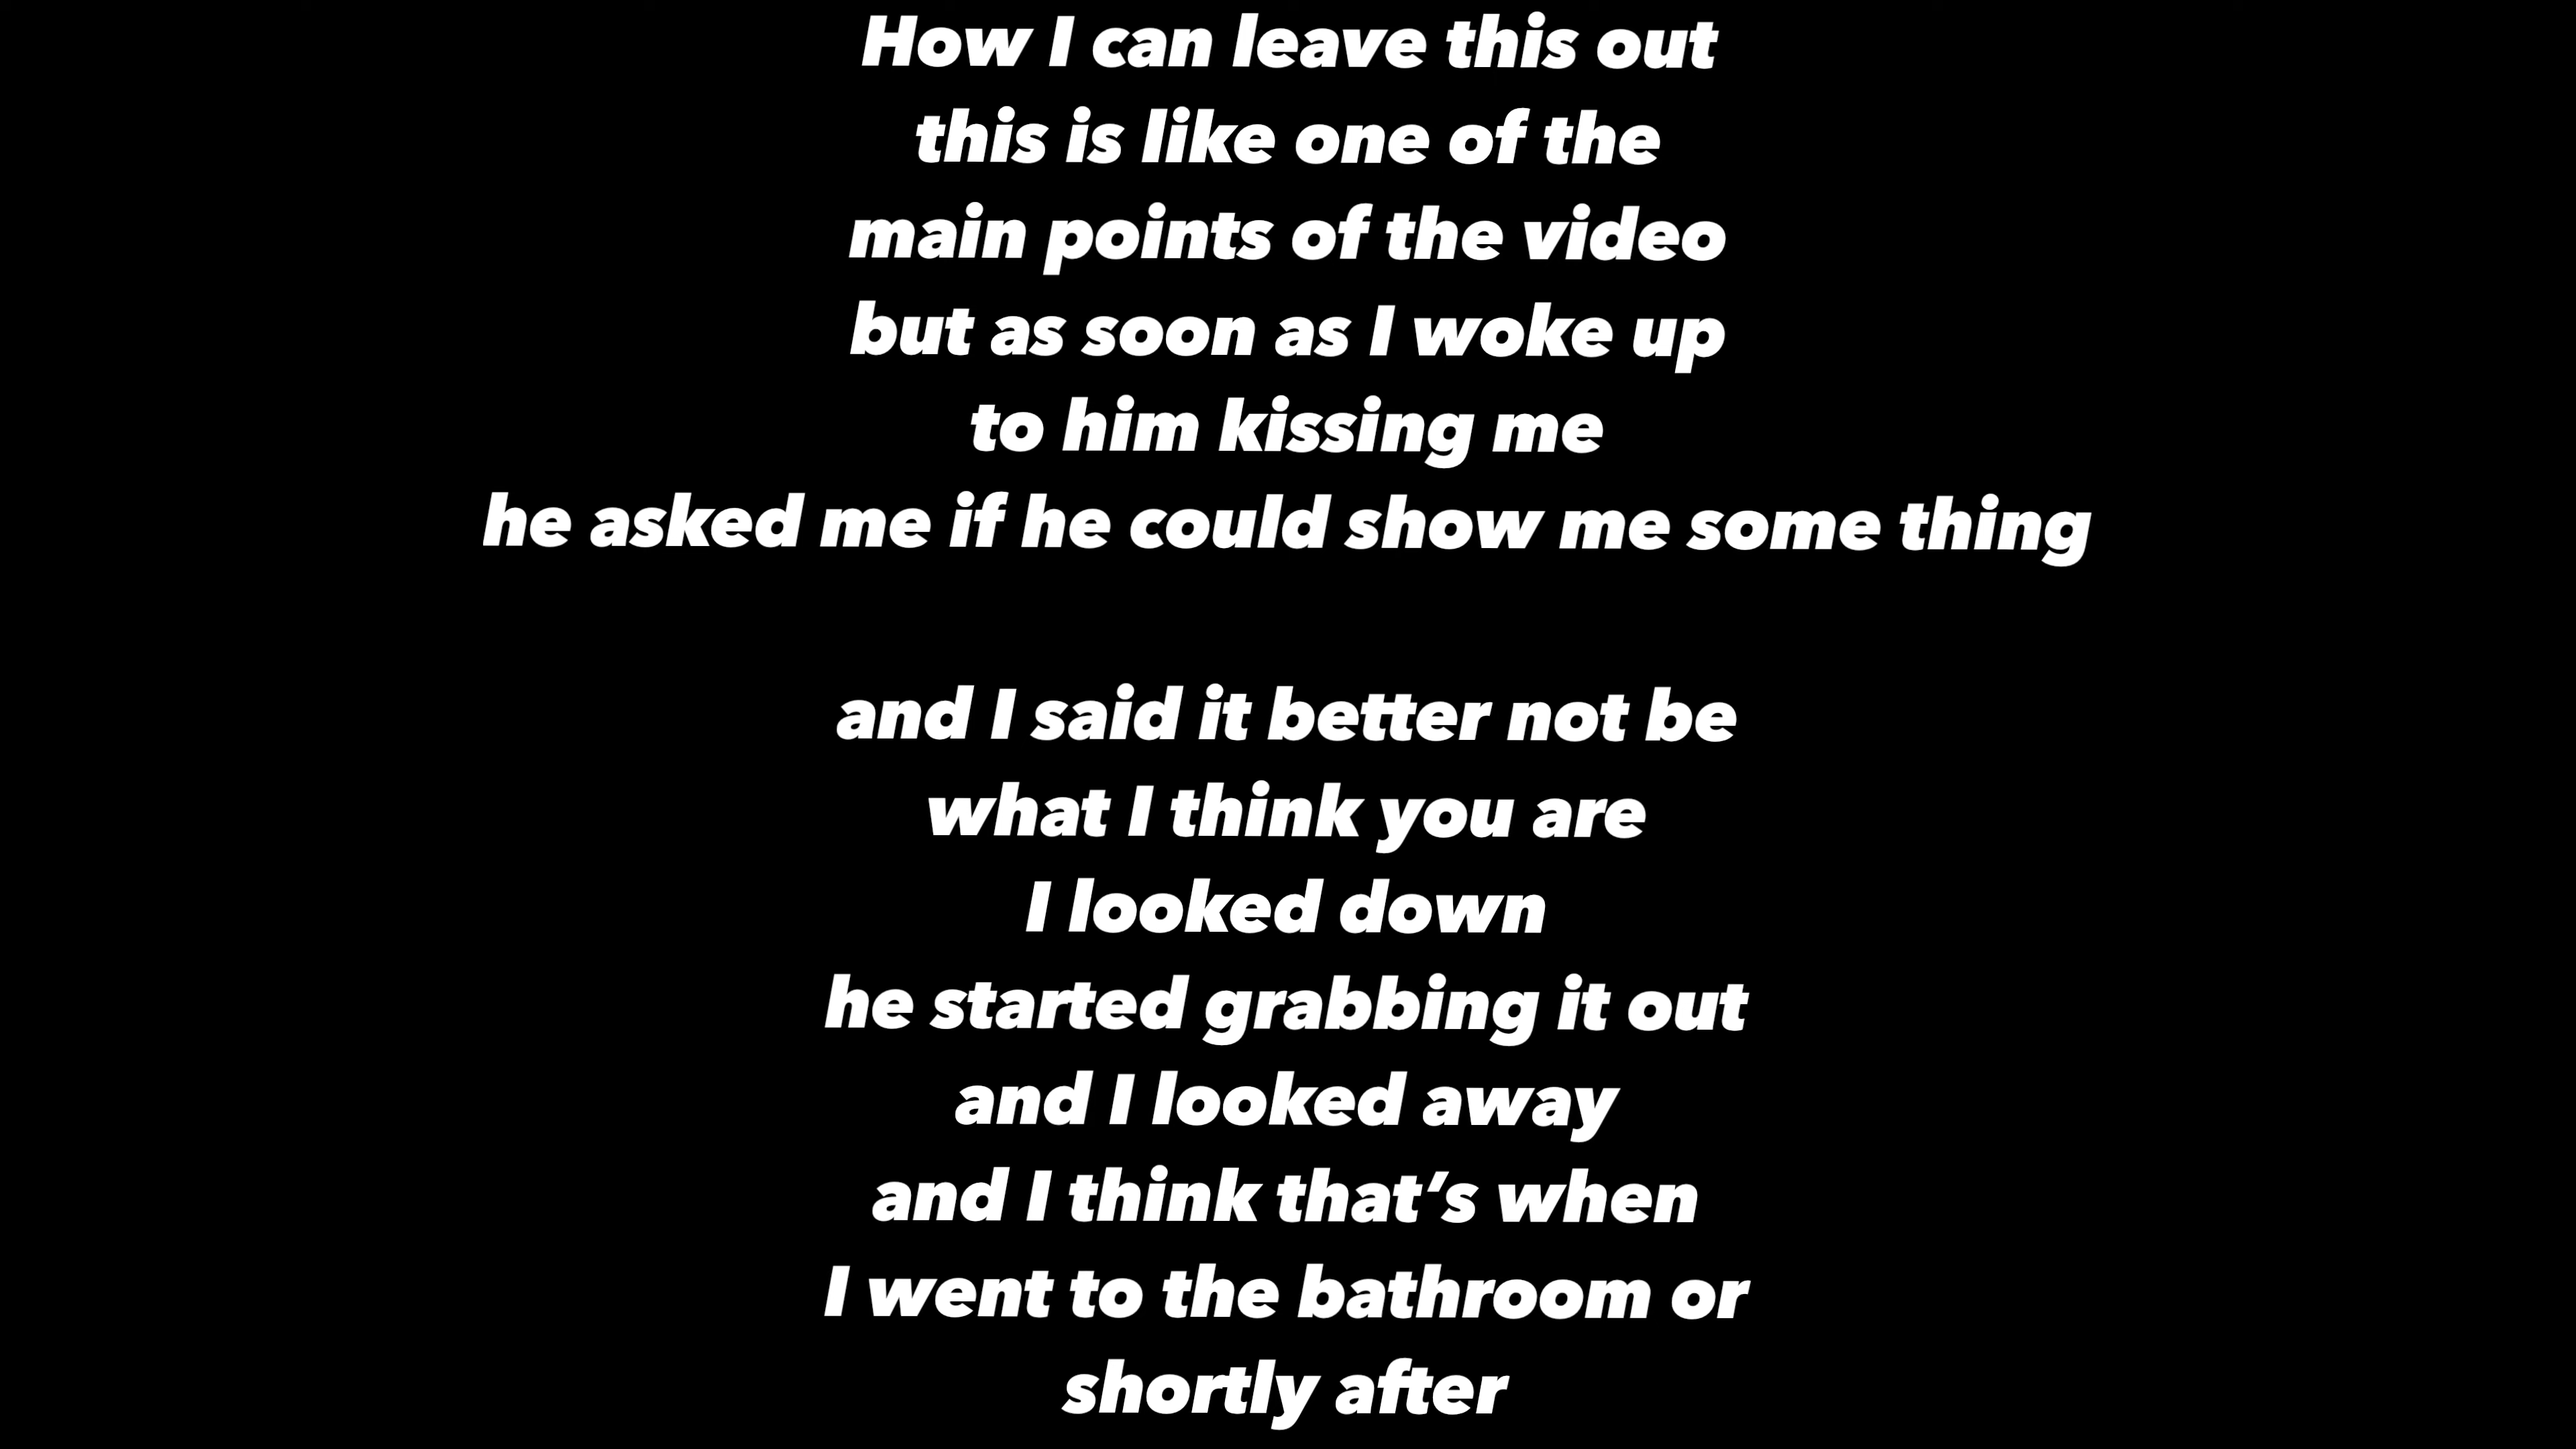 How I can leave this out
this is like one of the
main points of the video
but as soon as I woke up
to him kissing me
he asked me if he could show me some thing
and I said it better not be
what I think you are
I looked down
he started grabbing it out
and I looked away
and I think that’s when
I went to the bathroom or
shortly after